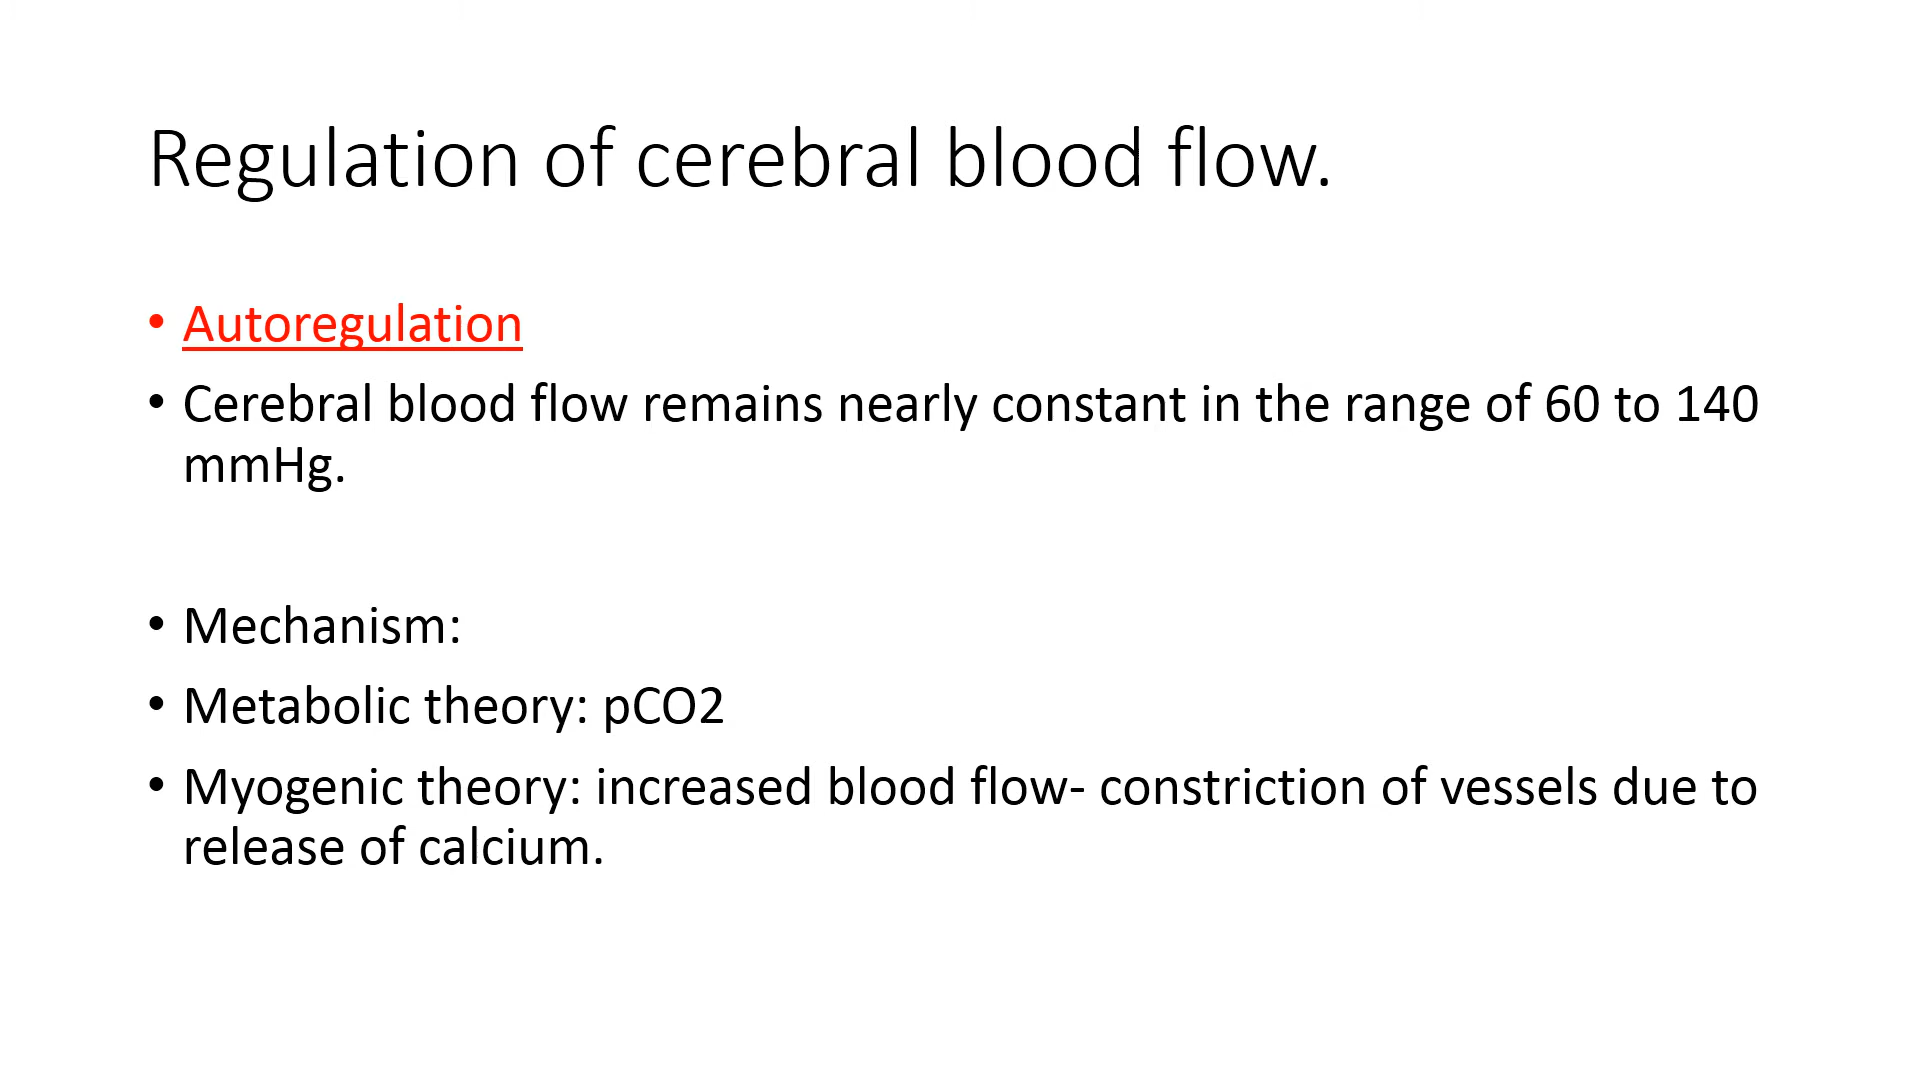 Regulation of cerebral blood flow.
• Autoregulation
• Cerebral blood flow remains nearly constant in the range of 60 to 140
mmHg.
• Mechanism:
• Metabolic theory: pCO2
• Myogenic theory: increased blood flow- constriction of vessels due to
release of calcium.